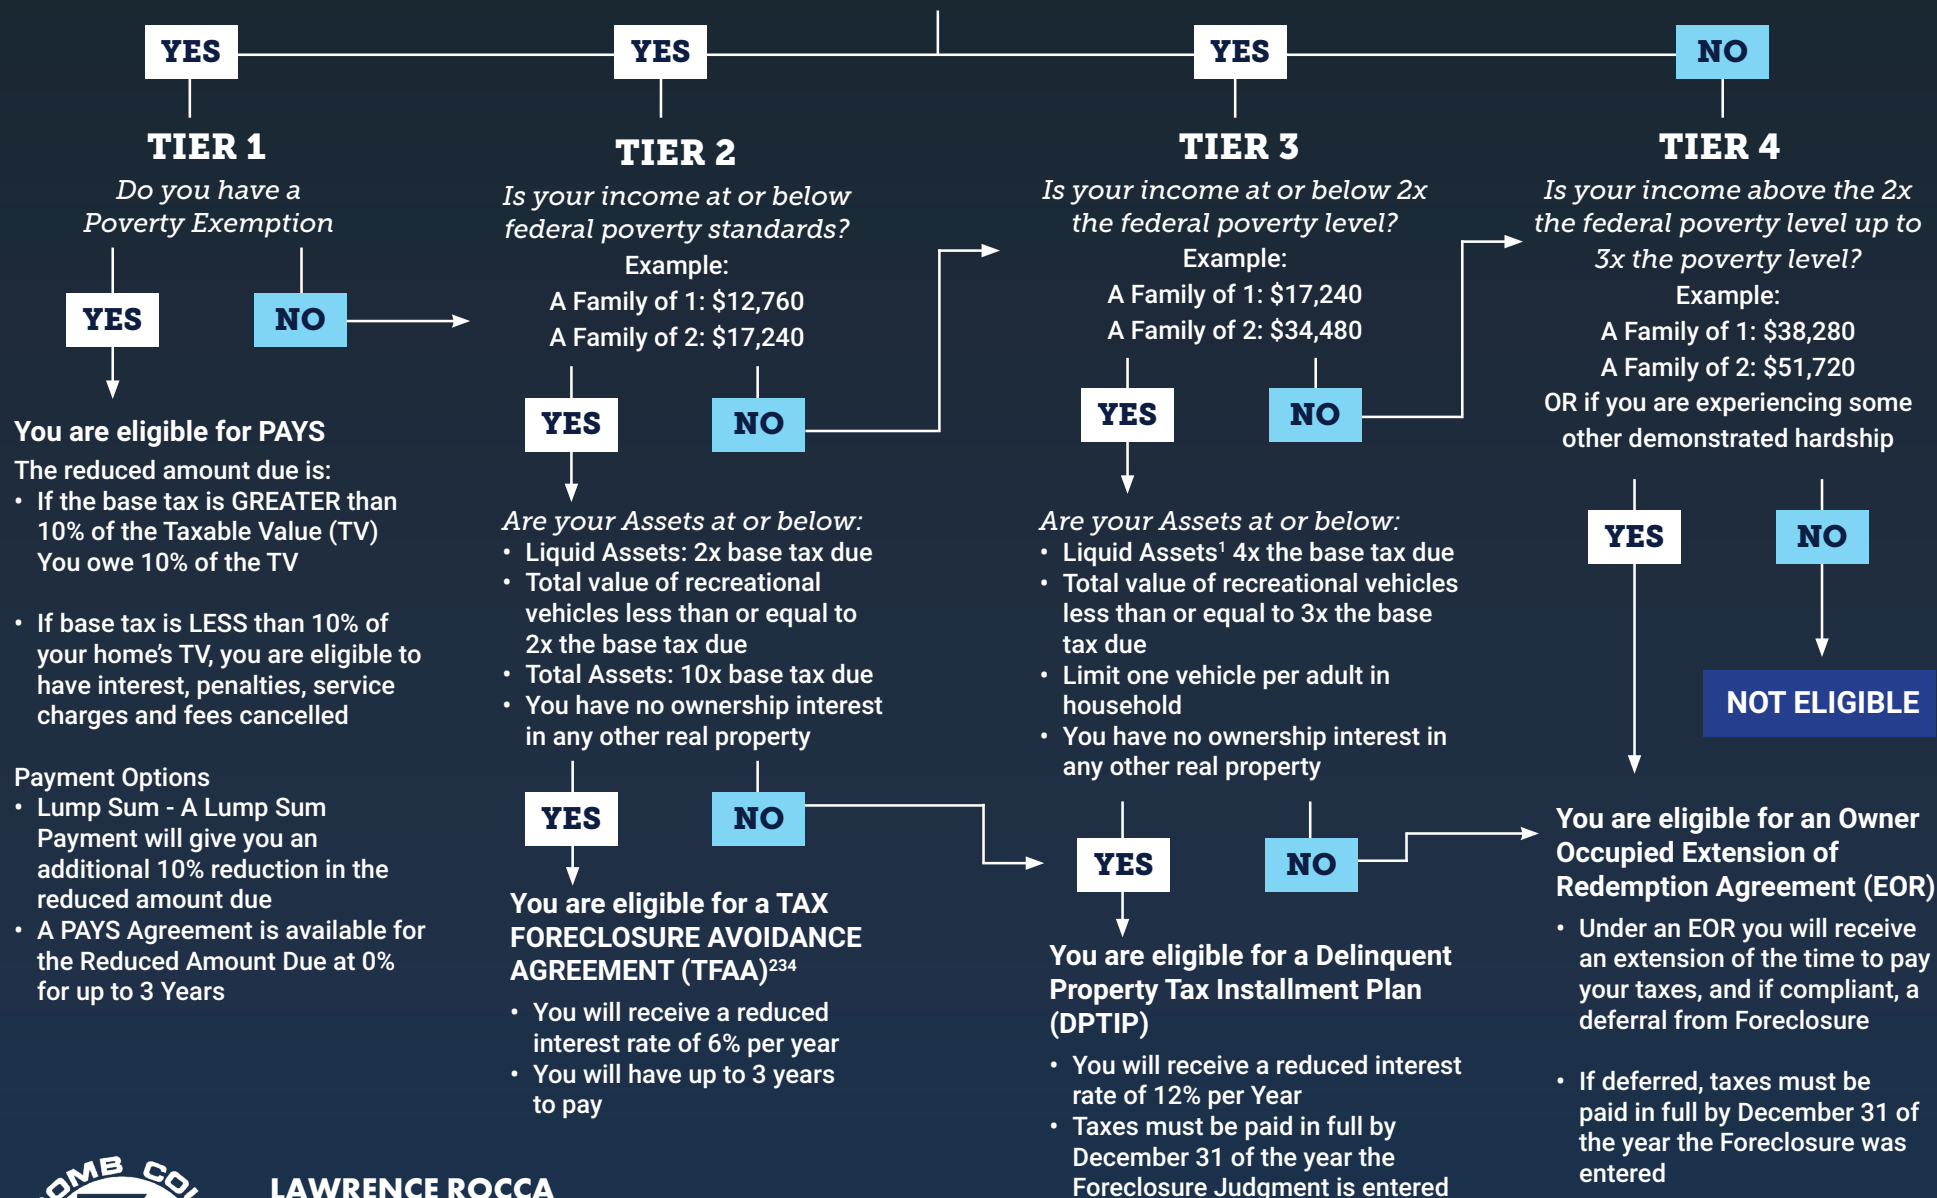 YES
YES
YES
NO
TIER 1
Do you have a
Poverty Exemption
YES
NO
You are eligible for PAYS
The reduced amount due is:
• If the base tax is GREATER than
10% of the Taxable Value (TV)
You owe 10% of the TV
• If base tax is LESS than 10% of
your home's TV, you are eligible to
have interest, penalties, service
charges and fees cancelled
Payment Options
• Lump Sum - A Lump Sum
Payment will give you an
additional 10% reduction in the
reduced amount due
• A PAYS Agreement is available for
the Reduced Amount Due at 0%
for up to 3 Years
TIER 2
Is your income at or below
federal poverty standards?
Example:
A Family of 1: $12,760
A Family of 2: $17,240
YES
NO
Are your Assets at or below:
• Liquid Assets: 2x base tax due
• Total value of recreational
vehicles less than or equal to
2x the base tax due
• Total Assets: 10x base tax due
• You have no ownership interest
in any other real property
YES
NO
You are eligible for a TAX
FORECLOSURE AVOIDANCE
AGREEMENT (TFAA)²³⁴
• You will receive a reduced
interest rate of 6% per year
• You will have up to 3 years
to pay
TIER 3
Is your income at or below 2x
the federal poverty level?
Example:
A Family of 1: $17,240
A Family of 2: $34,480
YES
NO
Are your Assets at or below:
• Liquid Assets¹ 4x the base tax due
• Total value of recreational vehicles
less than or equal to 3x the base
tax due
• Limit one vehicle per adult in
household
• You have no ownership interest in
any other real property
YES
NO
You are eligible for a Delinquent
Property Tax Installment Plan
(DPTIP)
• You will receive a reduced interest
rate of 12% per Year
• Taxes must be paid in full by
December 31 of the year the
Foreclosure Judgment is entered
TIER 4
Is your income above the 2x
the federal poverty level up to
3x the poverty level?
Example:
A Family of 1: $38,280
A Family of 2: $51,720
OR if you are experiencing some
other demonstrated hardship
YES
NO
NOT ELIGIBLE
You are eligible for an Owner
Occupied Extension of
Redemption Agreement (EOR)
• Under an EOR you will receive
an extension of the time to pay
your taxes, and if compliant, a
deferral from Foreclosure
• If deferred, taxes must be
paid in full by December 31 of
the year the Foreclosure was
entered
LAWRENCE ROCCA